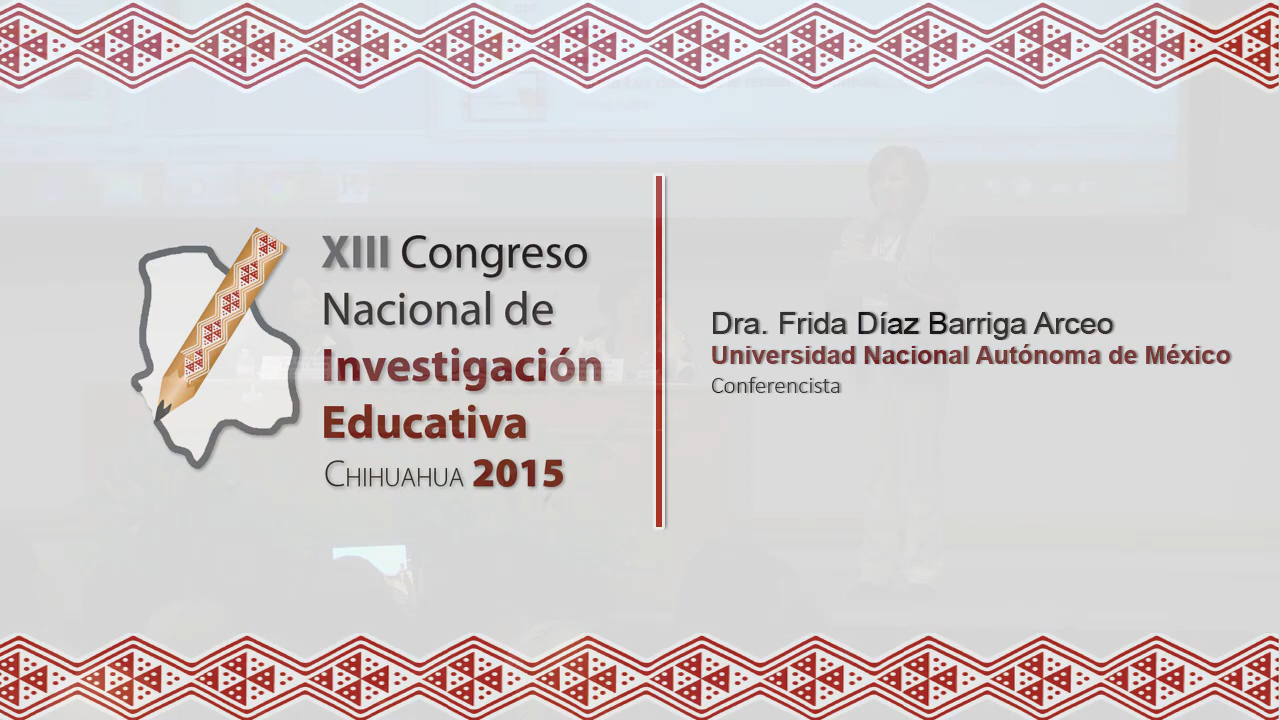 XIII Congreso
Nacional de
Investigación
Educativa
CHIHUAHUA 2015
Dra. Frida Díaz Barriga Arceo
Universidad Nacional Autónoma de México
Conferencista